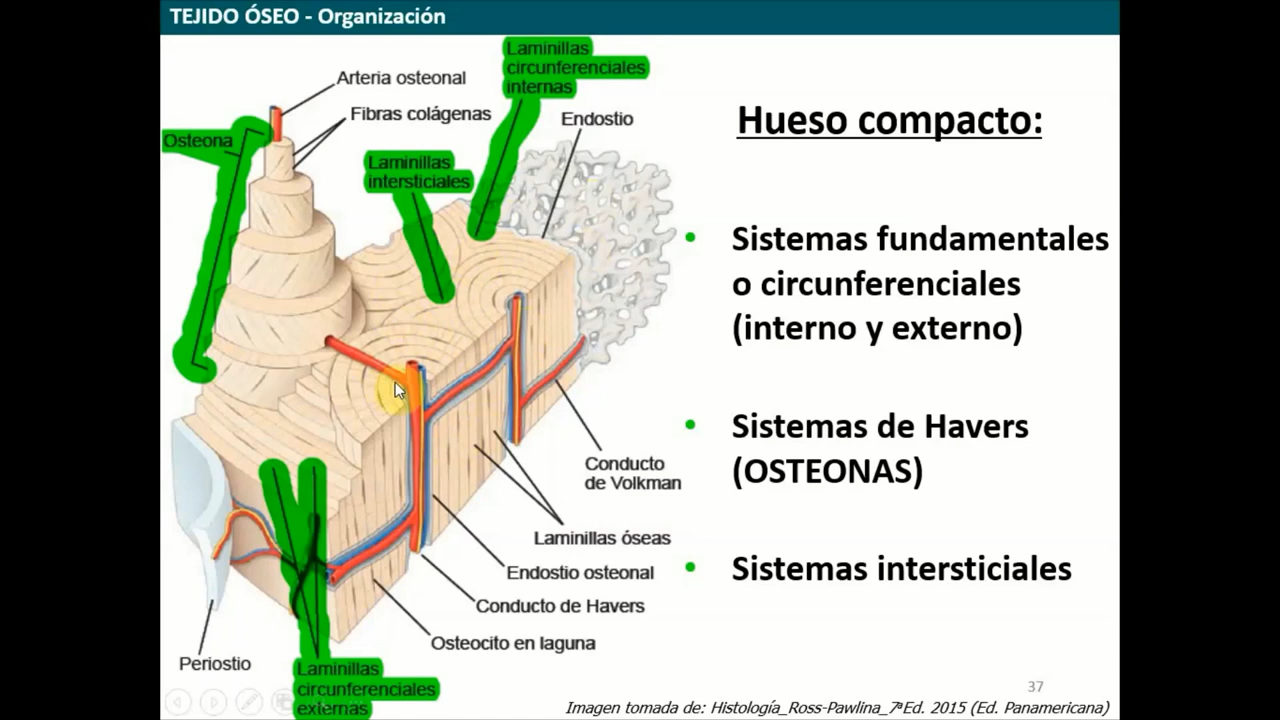 TEJIDO ÓSEO - Organización
Laminillas
circunferenciales
internas
Arteria osteonal
Fibras colágenas
Endostio
Osteona
Laminillas
intersticiales
Hueso compacto:
• Sistemas fundamentales
o circunferenciales
(interno y externo)
• Sistemas de Havers
(OSTEONAS)
• Sistemas intersticiales
Conducto
de Volkman
Laminillas óseas
Endostio osteonal
Conducto de Havers
Osteocito en laguna
Periostio
Laminillas
circunferenciales
externas
37
Imagen tomada de: Histología_Ross-Pawlina_7ªEd. 2015 (Ed. Panamericana)